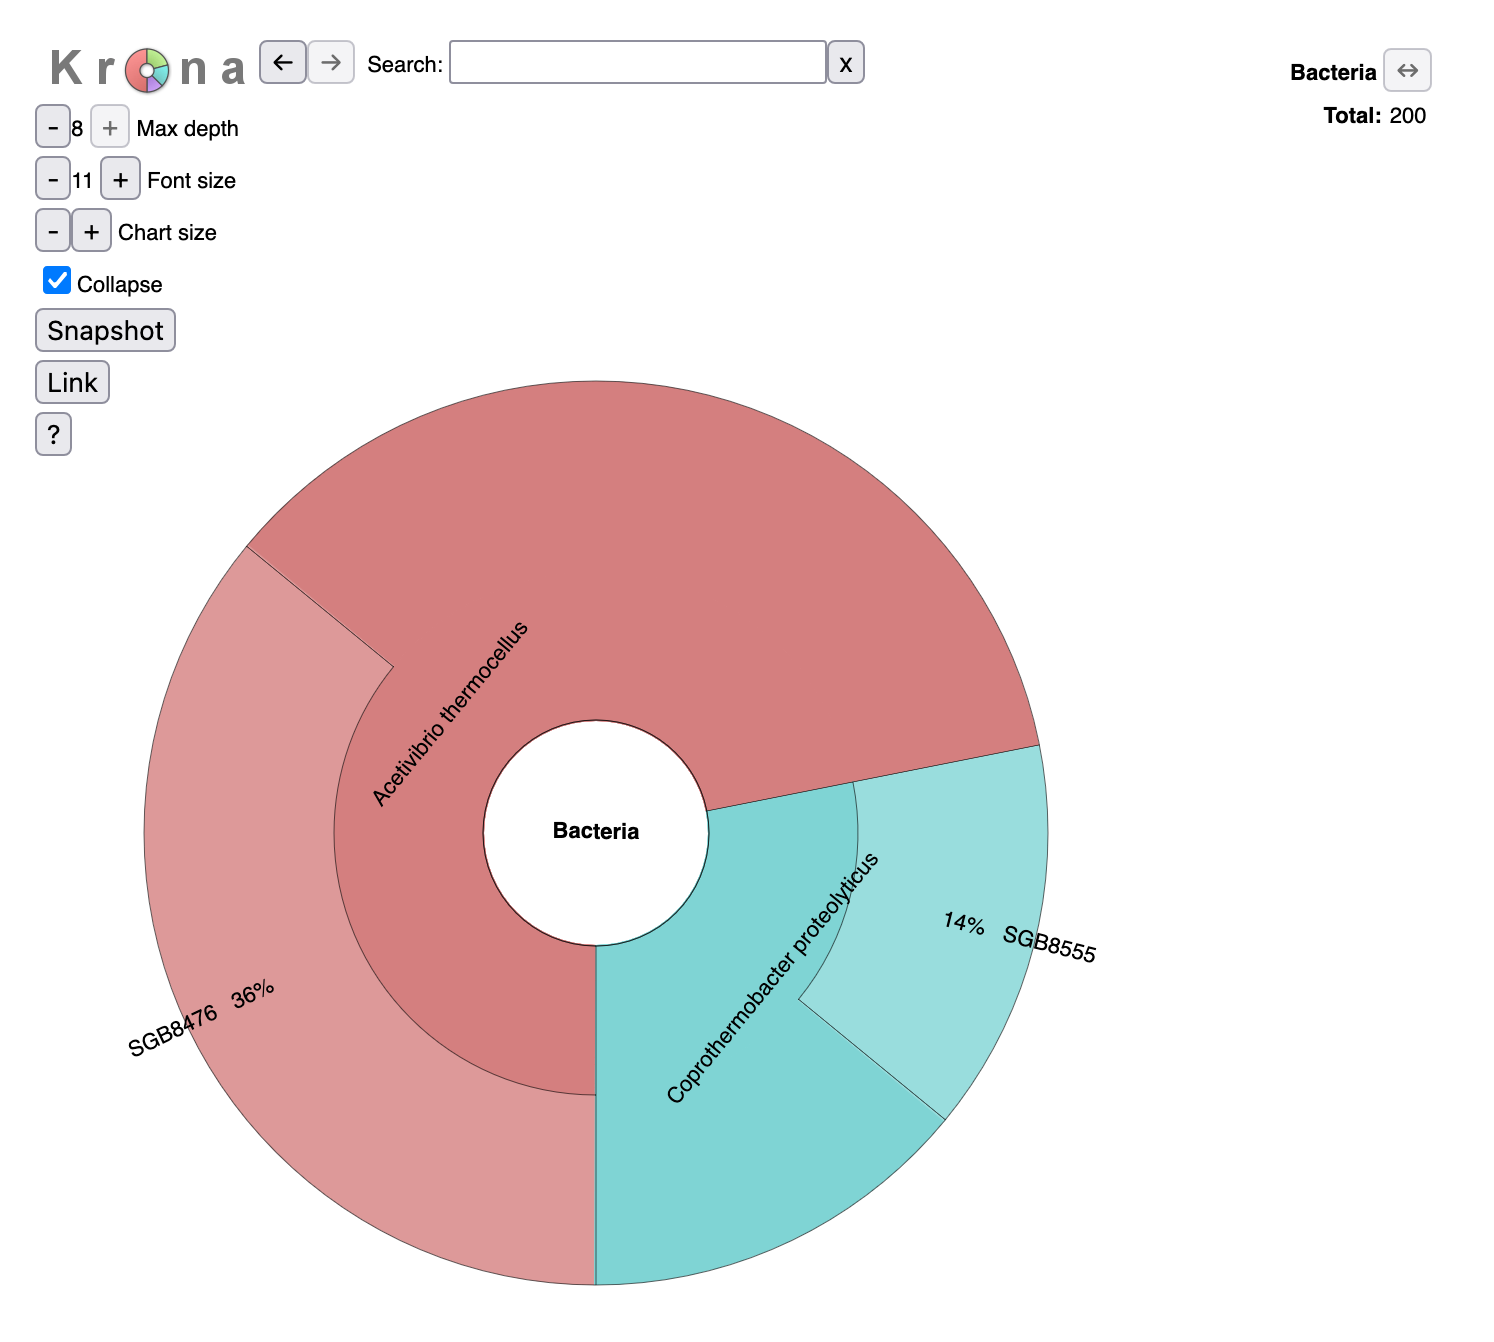 Krona
←
→
Search:
x
Bacteria ↔
Total: 200
- 8 + Max depth
- 11 + Font size
- + Chart size
Collapse
Snapshot
Link
?
Acetivibrio thermocellus
Bacteria
Coprothermobacter proteolyticus
14% SGB8555
SGB8476 36%